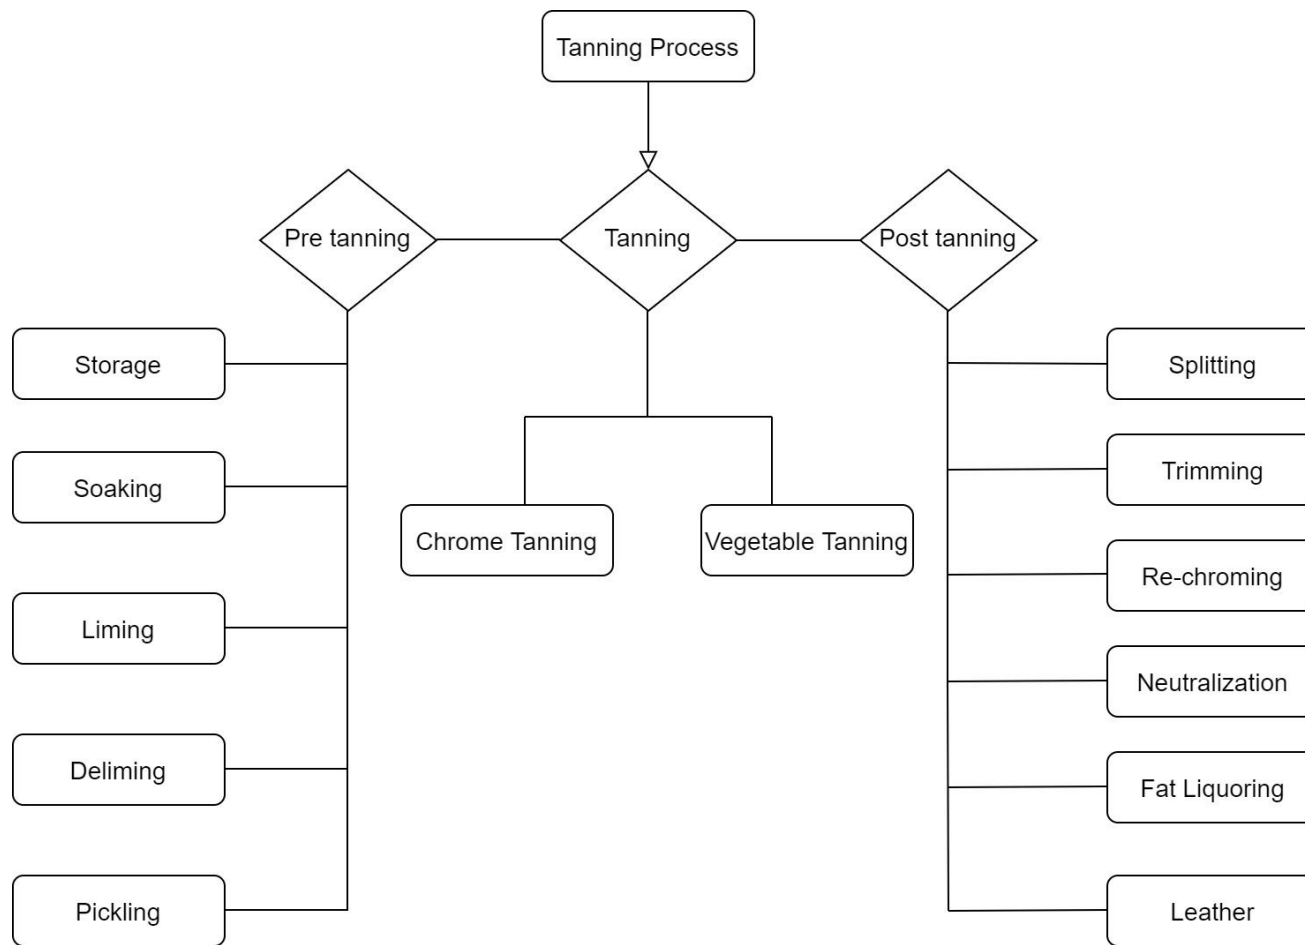 Tanning Process
Pre tanning
Tanning
Post tanning
Storage
Soaking
Liming
Deliming
Pickling
Chrome Tanning
Vegetable Tanning
Splitting
Trimming
Re-chroming
Neutralization
Fat Liquoring
Leather